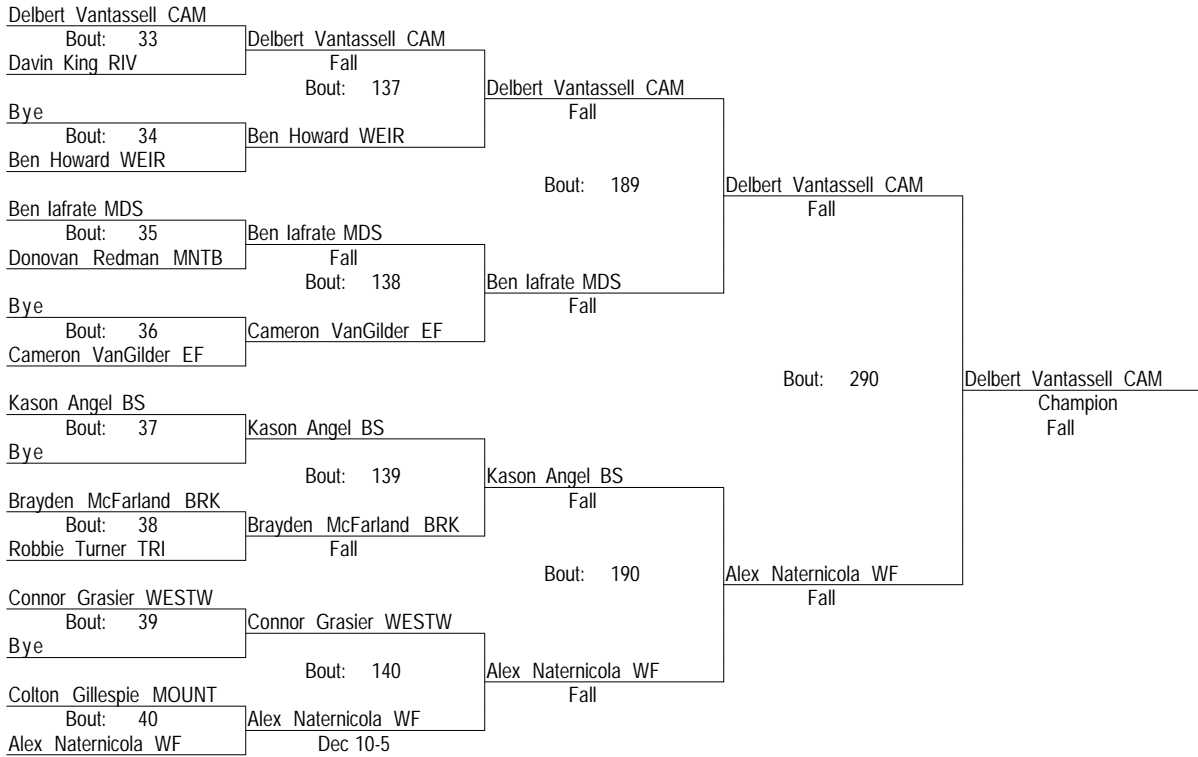 Delbert Vantassell CAM
Bout: 33
Davin King RIV
Bye
Bout: 34
Ben Howard WEIR
Ben Iafrate MDS
Bout: 35
Donovan Redman MNTB
Bye
Bout: 36
Cameron VanGilder EF
Kason Angel BS
Bout: 37
Bye
Brayden McFarland BRK
Bout: 38
Robbie Turner TRI
Connor Grasier WESTW
Bout: 39
Bye
Colton Gillespie MOUNT
Bout: 40
Alex Naternicola WF
Delbert Vantassell CAM
Fall
Bout: 137
Ben Howard WEIR
Ben Iafrate MDS
Fall
Bout: 138
Cameron VanGilder EF
Kason Angel BS
Bout: 139
Brayden McFarland BRK
Fall
Connor Grasier WESTW
Bout: 140
Alex Naternicola WF
Dec 10-5
Delbert Vantassell CAM
Fall
Bout: 189
Ben Iafrate MDS
Fall
Kason Angel BS
Fall
Bout: 190
Alex Naternicola WF
Fall
Delbert Vantassell CAM
Fall
Bout: 290
Alex Naternicola WF
Fall
Delbert Vantassell CAM
Champion
Fall